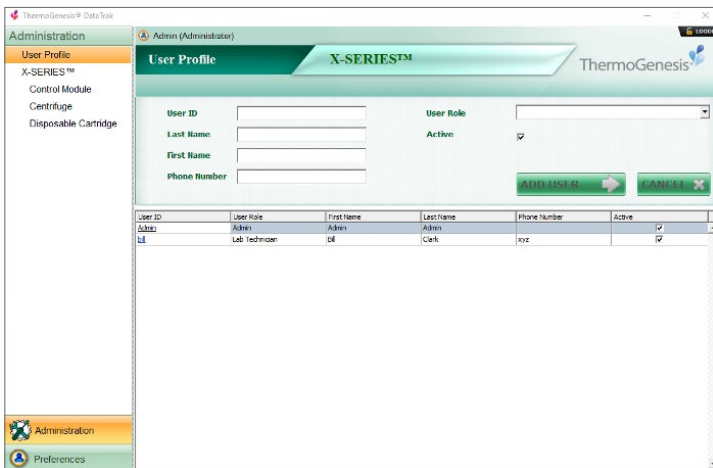 ThermoGenesis® DataTrak
Administration
Admin (Administrator)
User Profile
X-SERIES™
Control Module
Centrifuge
Disposable Cartridge
User Profile
X-SERIES™
ThermoGenesis
User ID
User Role
Last Name
Active
First Name
Phone Number
ADD USER
CANCEL
User ID User Role First Name Last Name Phone Number Active
Admin Admin Admin Admin
bill Lab Technician Bill Clark xyz
Administration
Preferences